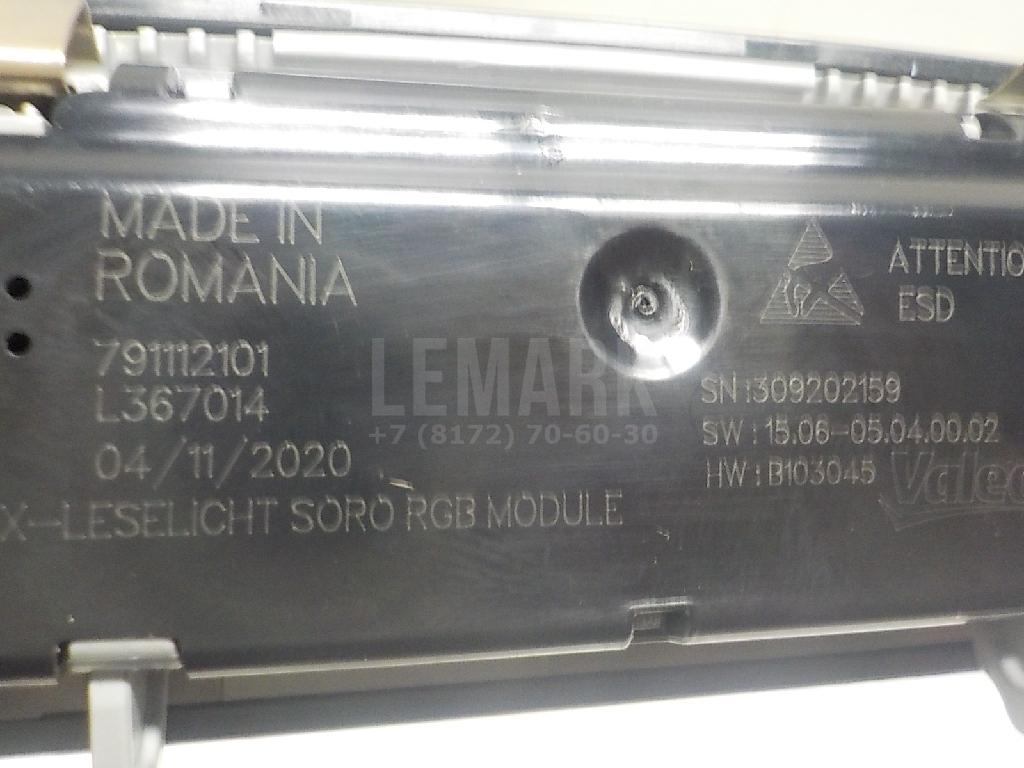 MADE IN
ROMANIA
791112101
L367014
04/11/2020
X-LESELICHT SORO RGB MODULE
ATTENTIO
ESD
SN:309202159
SW:15.06-05.04.00.02
HW:B103045
Valeo
LEMARK
+7 (8172) 70-60-30